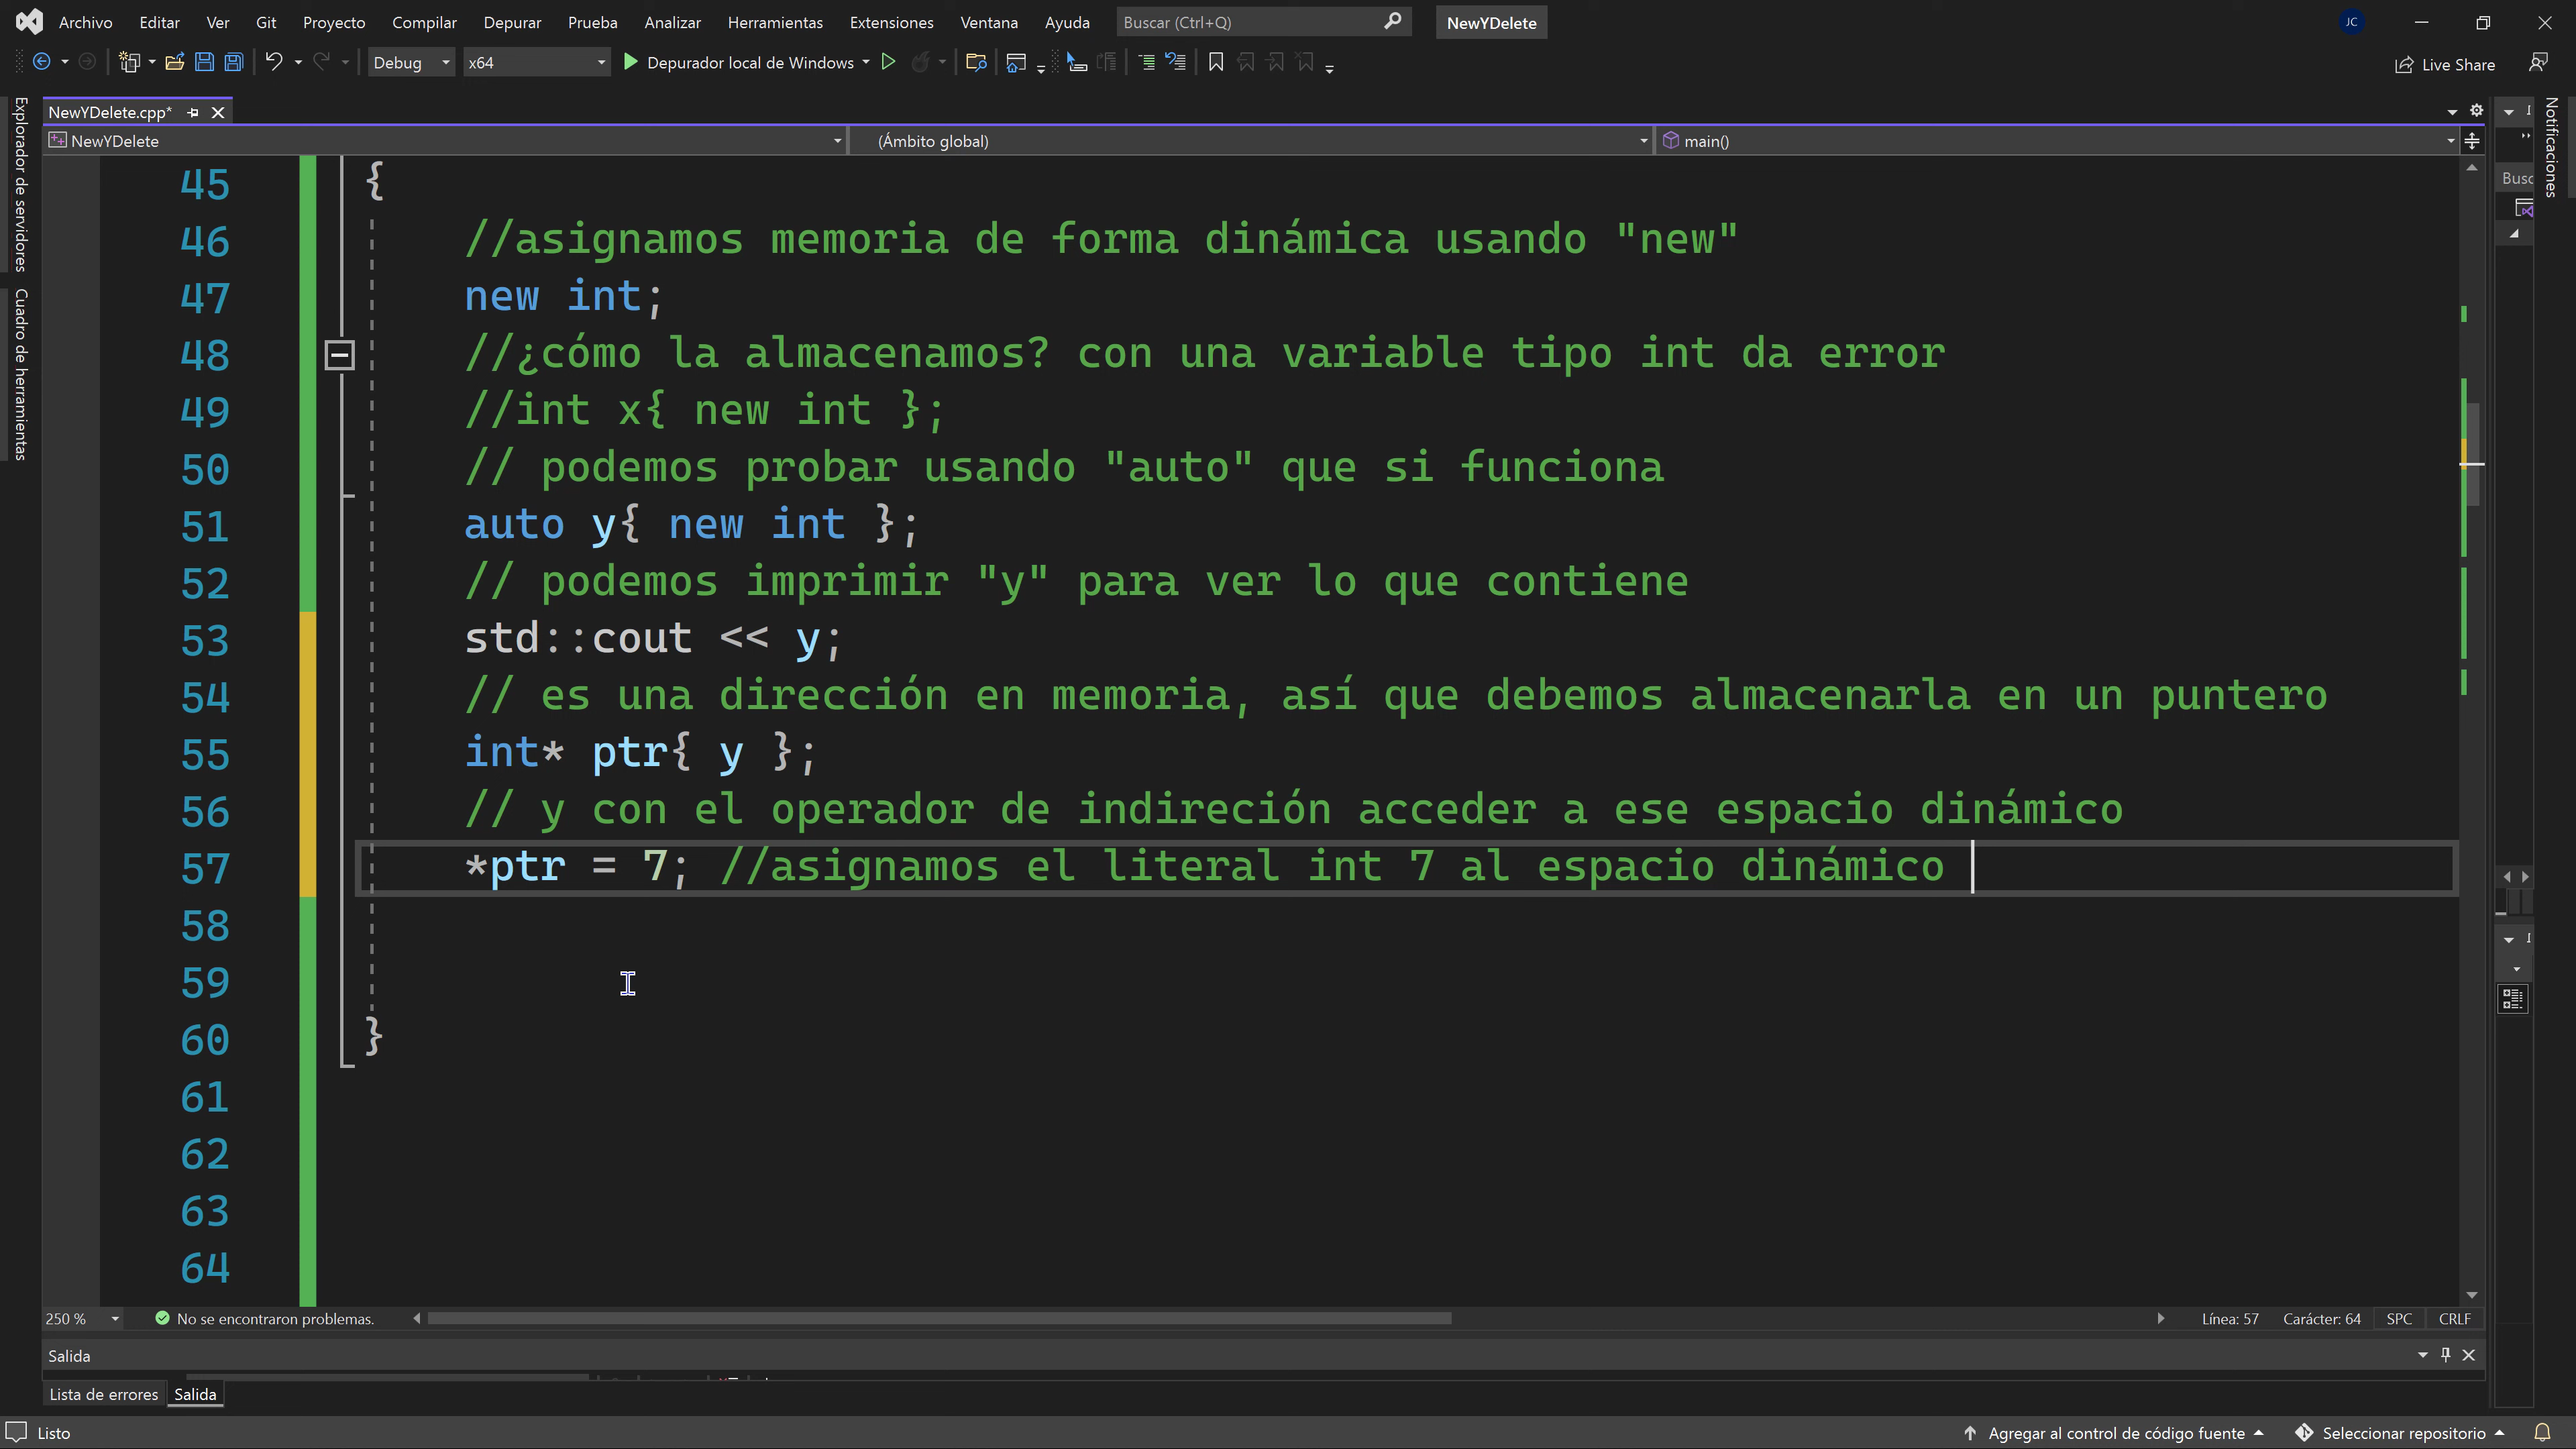 Archivo Editar Ver Git Proyecto Compilar Depurar Prueba Analizar Herramientas Extensiones Ventana Ayuda Buscar (Ctrl+Q) NewYDelete JC
Debug x64 Depurador local de Windows Live Share
Explorador de servidores
Cuadro de herramientas
NewYDelete.cpp*
NewYDelete (Ámbito global) main()
45 {
46 //asignamos memoria de forma dinámica usando "new"
47 new int;
48 //¿cómo la almacenamos? con una variable tipo int da error
49 //int x{ new int };
50 // podemos probar usando "auto" que si funciona
51 auto y{ new int };
52 // podemos imprimir "y" para ver lo que contiene
53 std::cout << y;
54 // es una dirección en memoria, así que debemos almacenarla en un puntero
55 int* ptr{ y };
56 // y con el operador de indireción acceder a ese espacio dinámico
57 *ptr = 7; //asignamos el literal int 7 al espacio dinámico
58
59
60 }
61
62
63
64
Busc
Notificaciones
250 % No se encontraron problemas. Línea: 57 Carácter: 64 SPC CRLF
Salida
Lista de errores Salida
Listo Agregar al control de código fuente Seleccionar repositorio